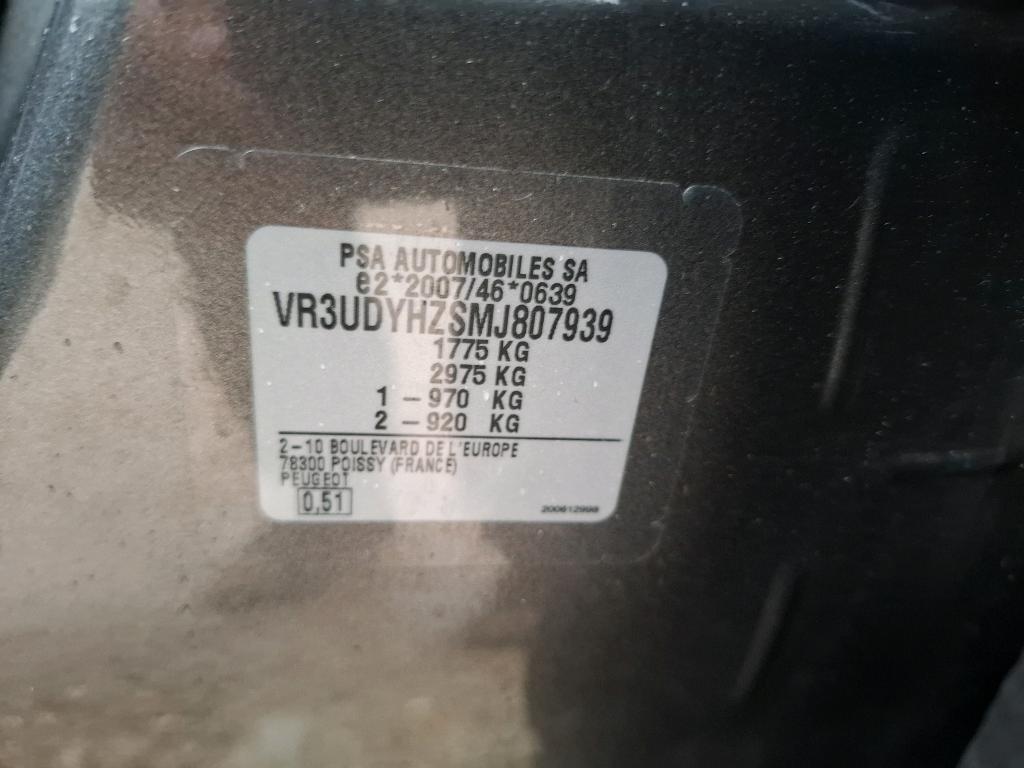 PSA AUTOMOBILES SA
e2*2007/46*0639
VR3UDYHZSMJ807939
1775 KG
2975 KG
1 – 970 KG
2 – 920 KG
2–10 BOULEVARD DE L'EUROPE
78300 POISSY (FRANCE)
PEUGEOT
0,51
200612998